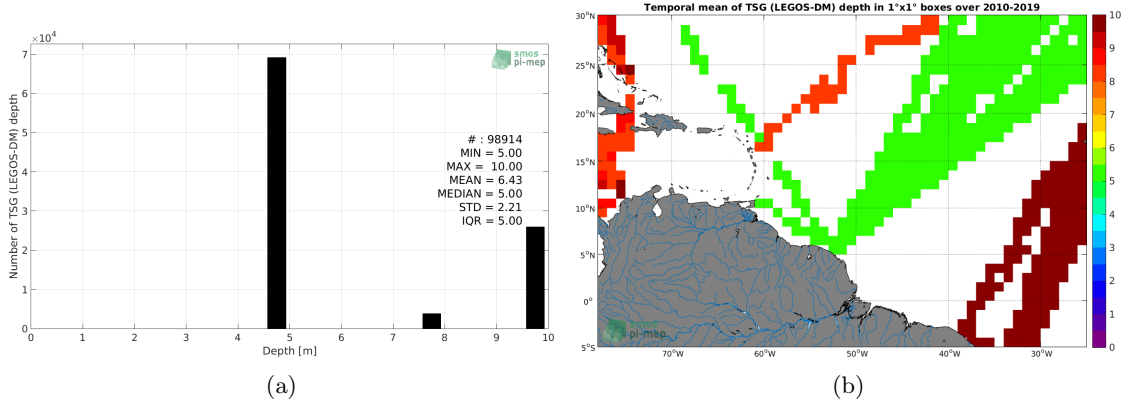 ×10⁴
7
6
5
4
3
2
1
0
Number of TSG (LEGOS-DM) depth
smos
pi-mep
# : 98914
MIN = 5.00
MAX = 10.00
MEAN = 6.43
MEDIAN = 5.00
STD = 2.21
IQR = 5.00
0 1 2 3 4 5 6 7 8 9 10
Depth [m]
(a)
Temporal mean of TSG (LEGOS-DM) depth in 1°x1° boxes over 2010-2019
30°N
25°N
20°N
15°N
10°N
5°N
0°
5°S
70°W 60°W 50°W 40°W 30°W
smos
pi-mep
10
9
8
7
6
5
4
3
2
1
0
(b)